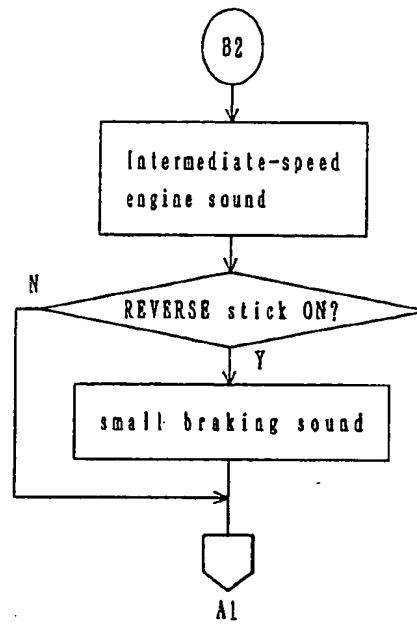 B2
Intermediate-speed
engine sound
N
REVERSE stick ON?
Y
small braking sound
A1